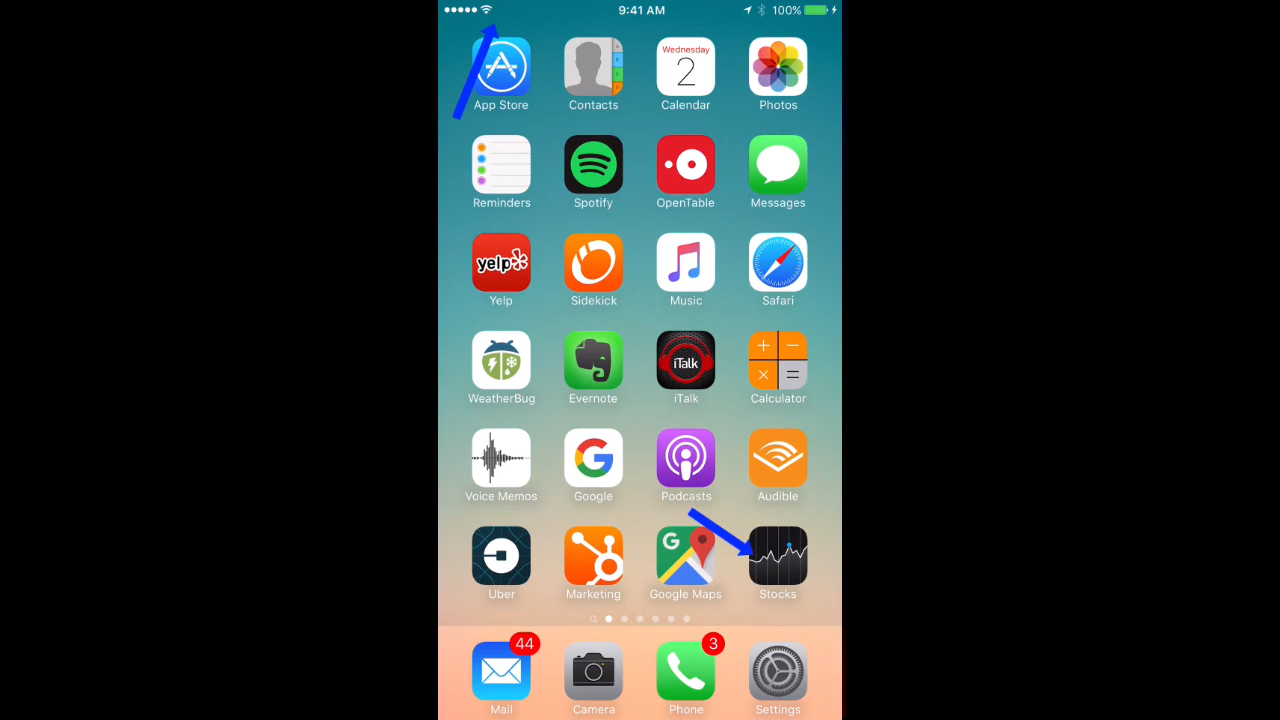 9:41 AM 100%
Wednesday
2
A
B
C
D
App Store Contacts Calendar Photos
Reminders Spotify OpenTable Messages
yelp
Yelp Sidekick Music Safari
iTalk
WeatherBug Evernote iTalk Calculator
G
Voice Memos Google Podcasts Audible
G
Uber Marketing Google Maps Stocks
44 3
Mail Camera Phone Settings